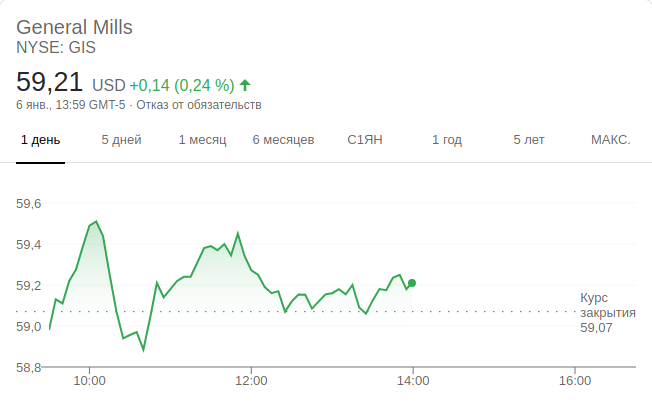 General Mills
NYSE: GIS
59,21 USD +0,14 (0,24 %)
6 янв., 13:59 GMT-5 · Отказ от обязательств
1 день 5 дней 1 месяц 6 месяцев С1ЯН 1 год 5 лет МАКС.
59,6
59,4
59,2
59,0
58,8
Курс
закрытия
59,07
10:00 12:00 14:00 16:00